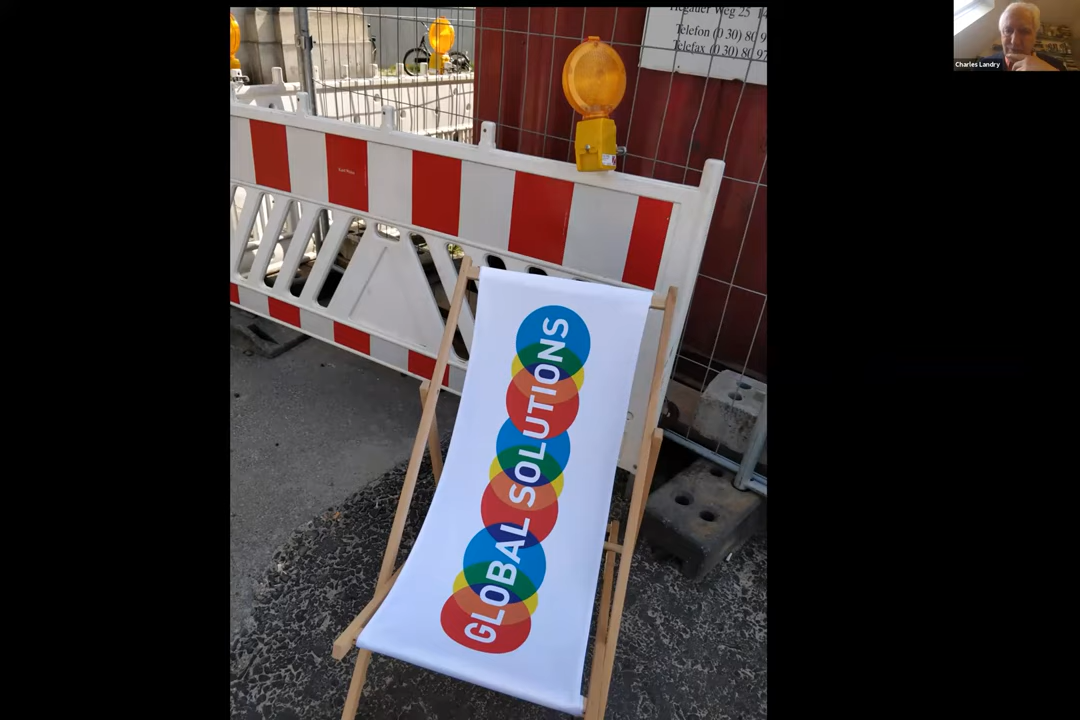 Hegauer Weg 25
Telefon (0 30) 80 9
Telefax (0 30) 80 97
Charles Landry
GLOBAL SOLUTIONS